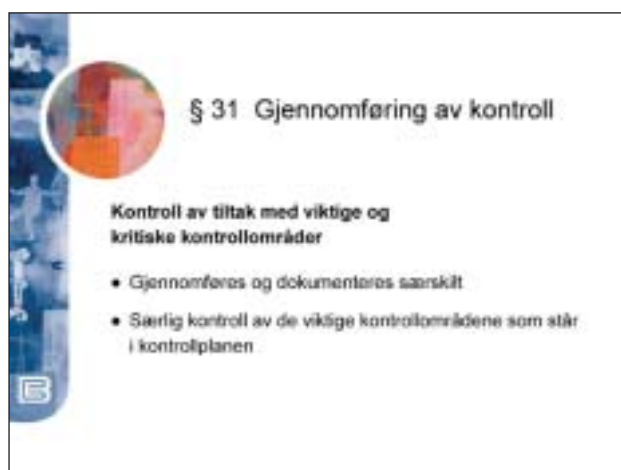 § 31 Gjennomføring av kontroll
Kontroll av tiltak med viktige og
kritiske kontrollområder
• Gjennomføres og dokumenteres særskilt
• Særlig kontroll av de viktige kontrollområdene som står
i kontrollplanen